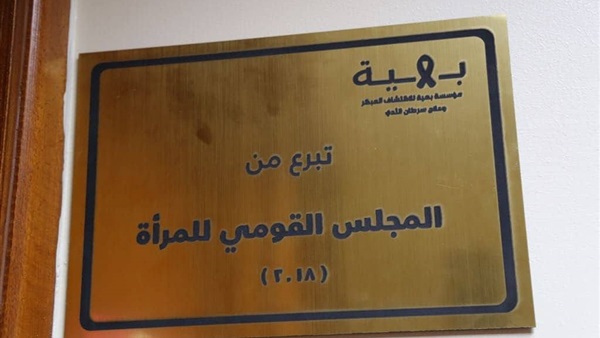 بهية
مؤسسة بهية للاكتشاف المبكر
وعلاج سرطان الثدي
تبرع من
المجلس القومي للمرأة
(٢٠١٨)